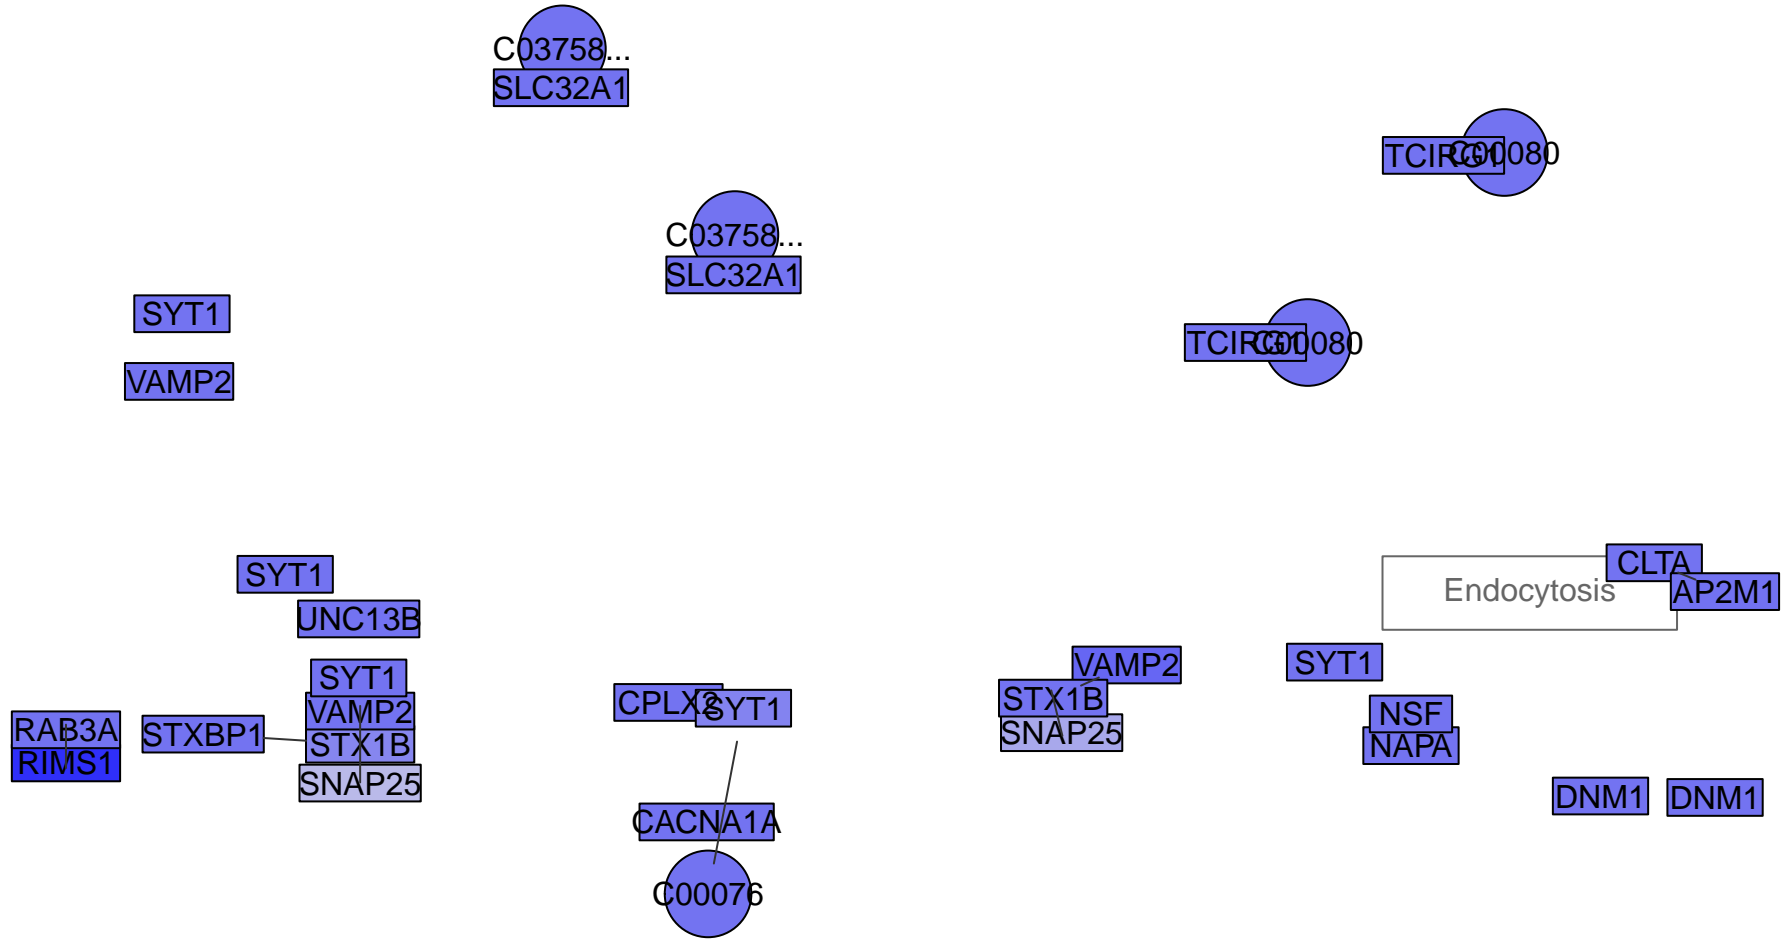 C03758...
SLC32A1
TCIRG1
C00080
C03758...
SLC32A1
SYT1
TCIRG1
C00080
VAMP2
SYT1
UNC13B
CLTA
Endocytosis
AP2M1
SYT1
VAMP2
SYT1
CPLX2
SYT1
STX1B
VAMP2
NSF
RAB3A
STXBP1
STX1B
SNAP25
NAPA
RIMS1
SNAP25
DNM1
DNM1
CACNA1A
C00076